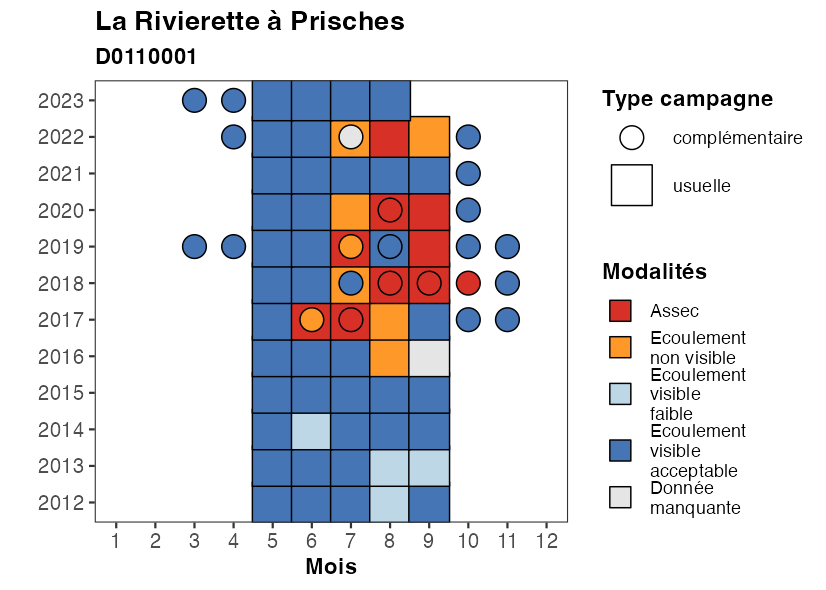 La Rivierette à Prisches
D0110001
2023
2022
2021
2020
2019
2018
2017
2016
2015
2014
2013
2012
1 2 3 4 5 6 7 8 9 10 11 12
Mois
Type campagne
complémentaire
usuelle
Modalités
Assec
Ecoulement
non visible
Ecoulement
visible
faible
Ecoulement
visible
acceptable
Donnée
manquante